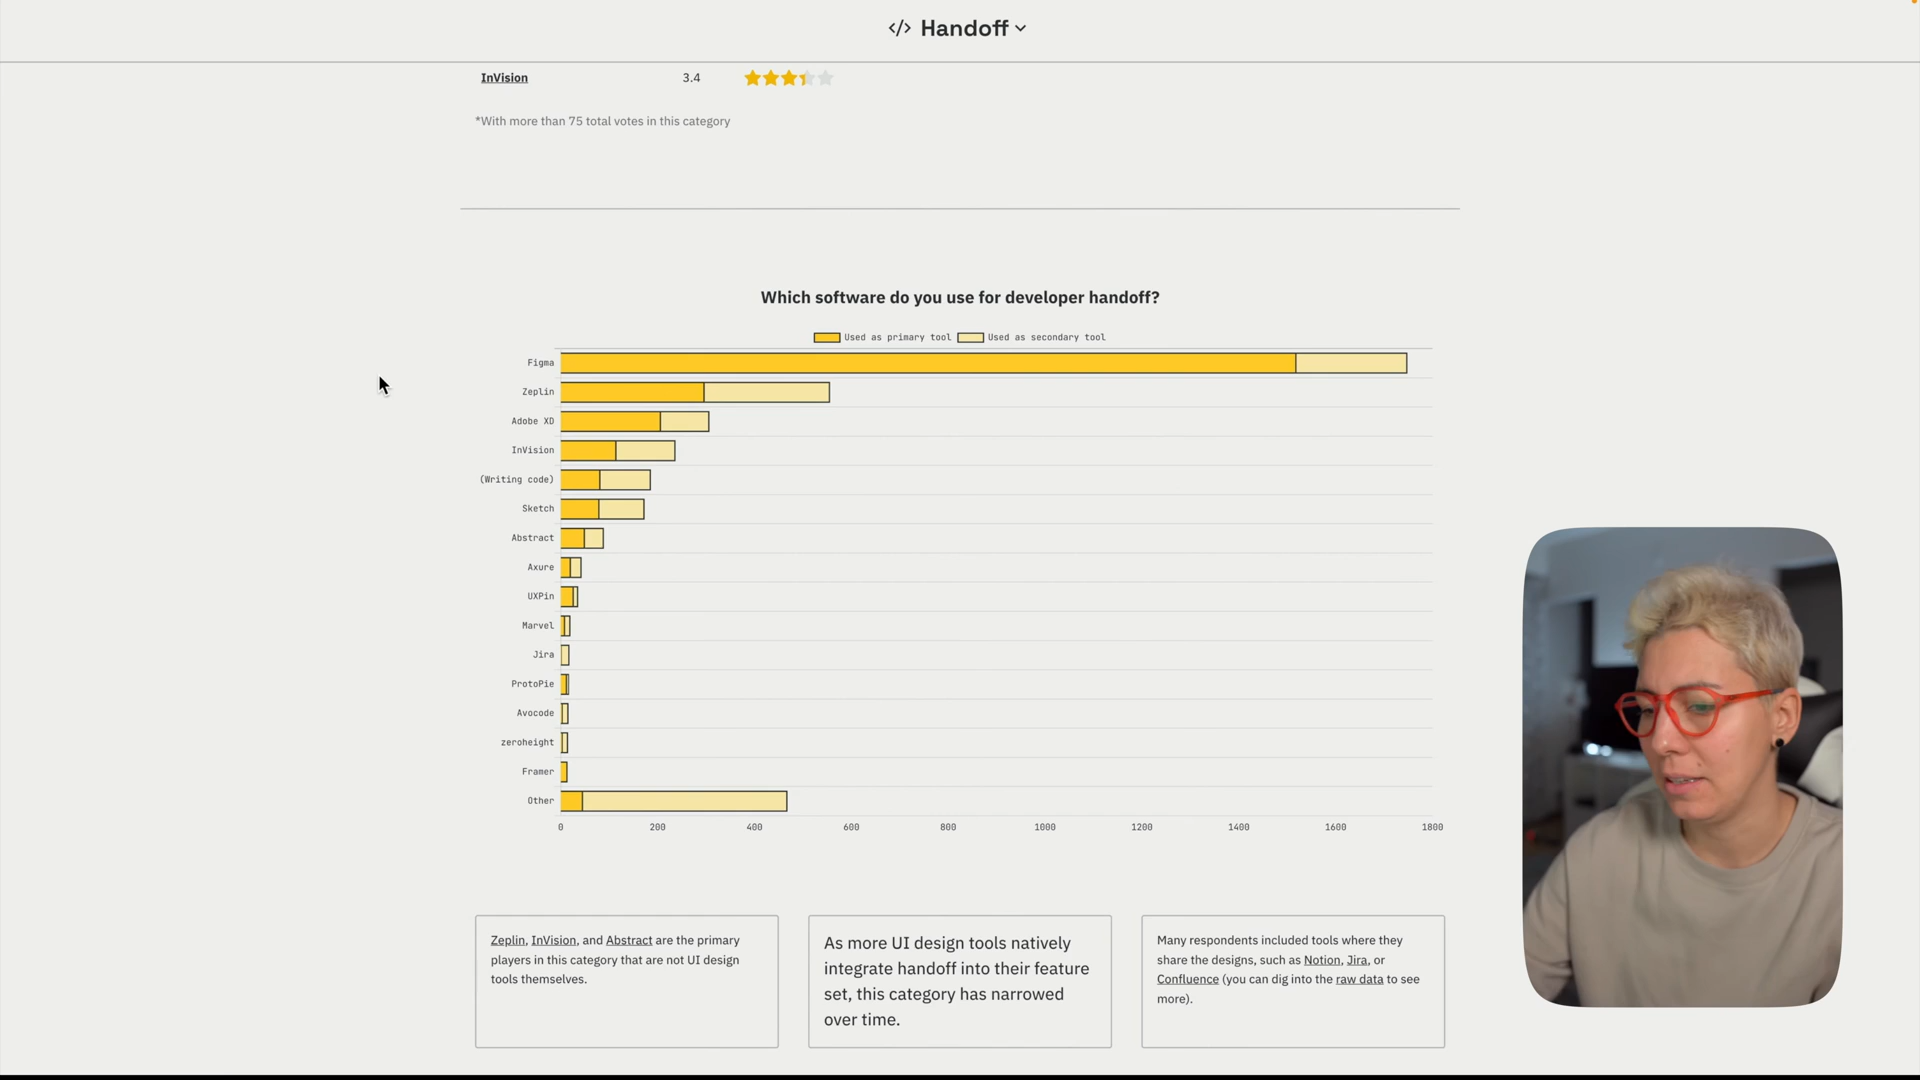 </> Handoff
InVision 3.4
*With more than 75 total votes in this category
Which software do you use for developer handoff?
Used as primary tool Used as secondary tool
Figma
Zeplin
Adobe XD
InVision
(Writing code)
Sketch
Abstract
Axure
UXPin
Marvel
Jira
ProtoPie
Avocode
zeroheight
Framer
Other
0 200 400 600 800 1000 1200 1400 1600 1800
Zeplin, InVision, and Abstract are the primary
players in this category that are not UI design
tools themselves.
As more UI design tools natively
integrate handoff into their feature
set, this category has narrowed
over time.
Many respondents included tools where they
share the designs, such as Notion, Jira, or
Confluence (you can dig into the raw data to see
more).